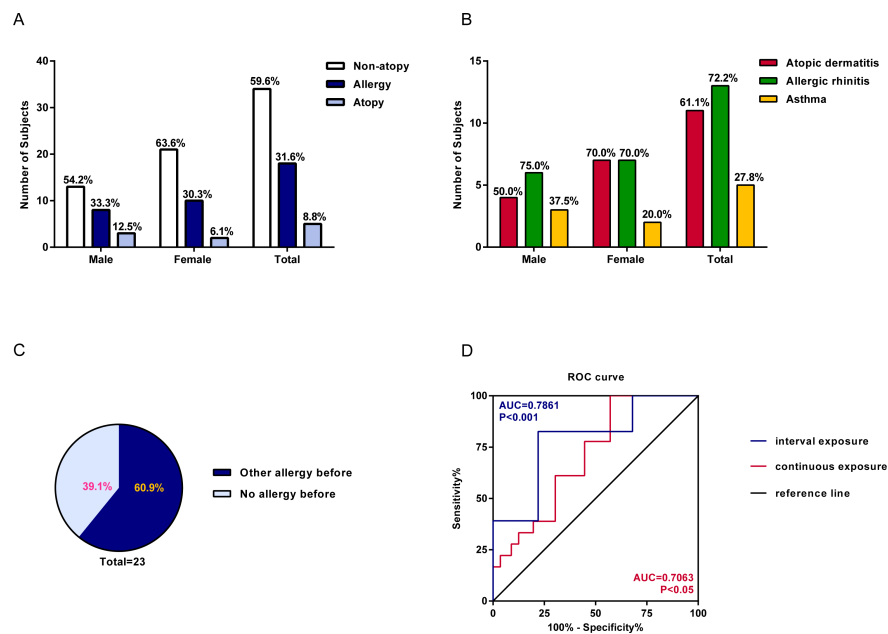 A
Number of Subjects
40
30
20
10
0
54.2%
33.3%
12.5%
63.6%
30.3%
6.1%
59.6%
31.6%
8.8%
Male
Female
Total
Non-atopy
Allergy
Atopy
B
Number of Subjects
15
10
5
0
50.0%
75.0%
37.5%
70.0%
70.0%
20.0%
61.1%
72.2%
27.8%
Male
Female
Total
Atopic dermatitis
Allergic rhinitis
Asthma
C
39.1%
60.9%
Total=23
Other allergy before
No allergy before
D
ROC curve
Sensitivity%
100
75
50
25
0
AUC=0.7861
P<0.001
AUC=0.7063
P<0.05
0
25
50
75
100
100% - Specificity%
interval exposure
continuous exposure
reference line